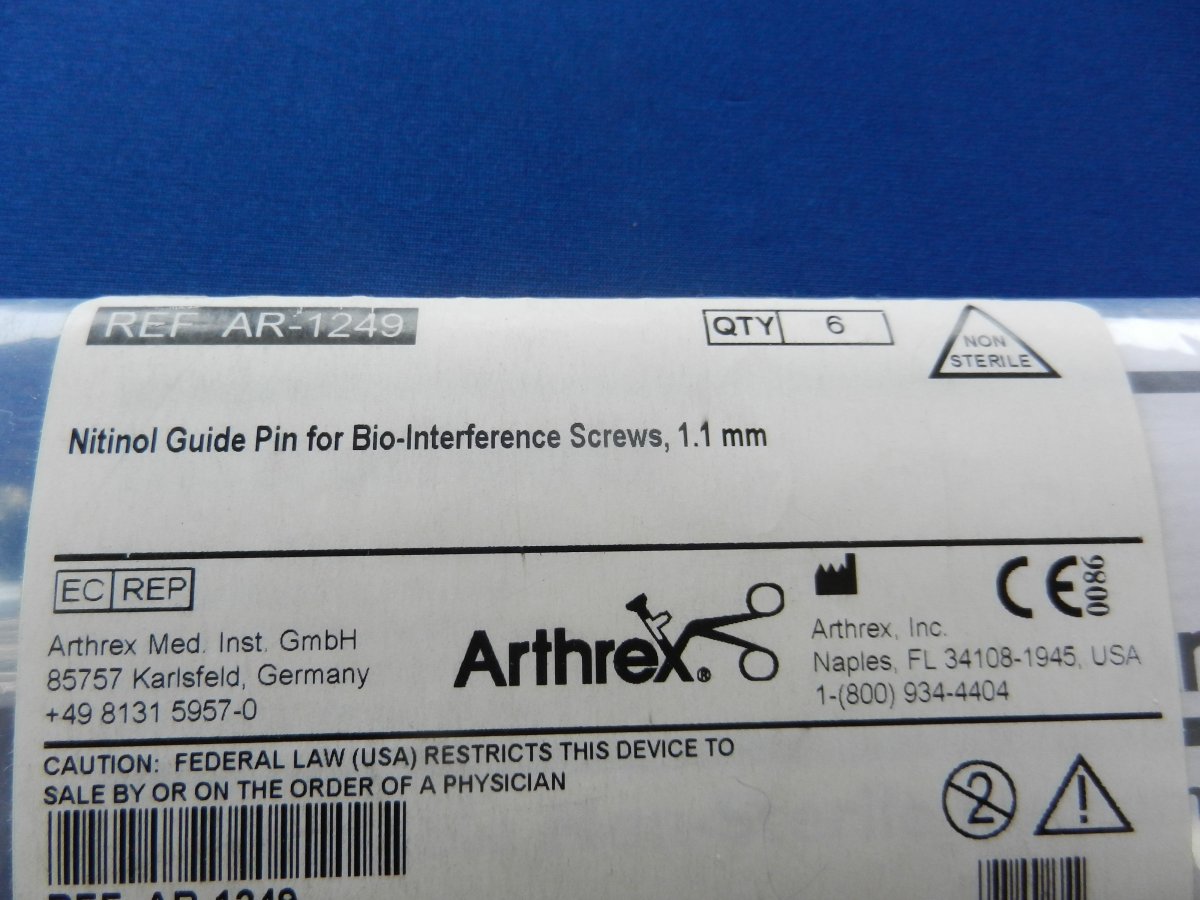 REF AR-1249
QTY 6
NON
STERILE
Nitinol Guide Pin for Bio-Interference Screws, 1.1 mm
EC REP
Arthrex Med. Inst. GmbH
85757 Karlsfeld, Germany
+49 8131 5957-0
Arthrex®
CE
0086
Arthrex, Inc.
Naples, FL 34108-1945, USA
1-(800) 934-4404
CAUTION: FEDERAL LAW (USA) RESTRICTS THIS DEVICE TO
SALE BY OR ON THE ORDER OF A PHYSICIAN
2
!
REF AR-1249